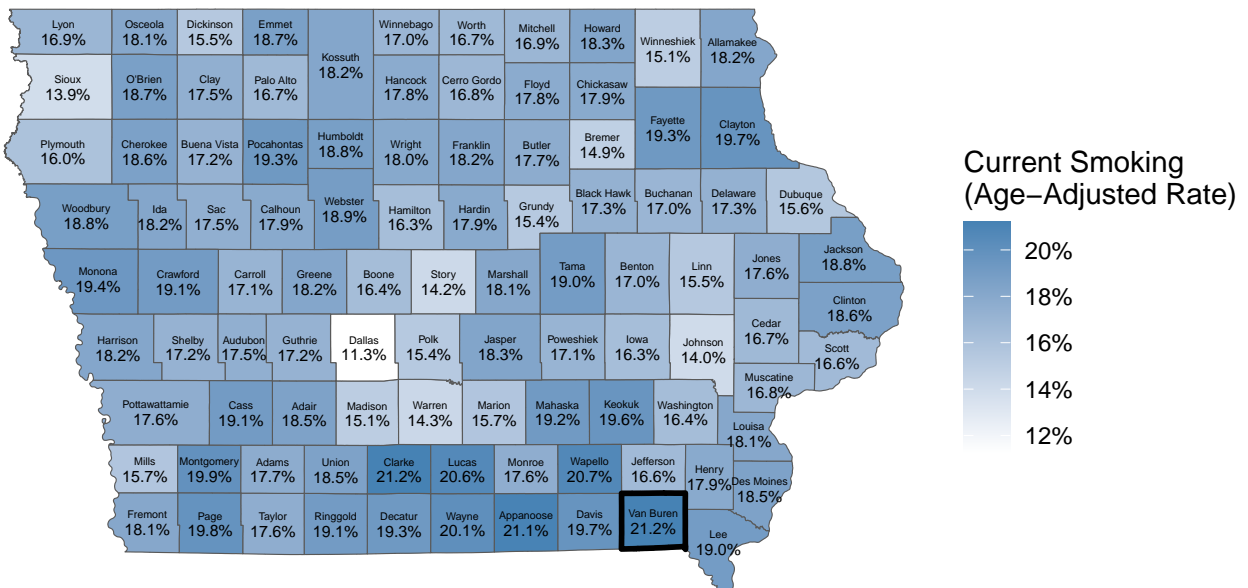 Lyon
16.9%
Osceola
18.1%
Dickinson
15.5%
Emmet
18.7%
Kossuth
18.2%
Winnebago
17.0%
Worth
16.7%
Mitchell
16.9%
Howard
18.3%
Winneshiek
15.1%
Allamakee
18.2%
Sioux
13.9%
O'Brien
18.7%
Clay
17.5%
Palo Alto
16.7%
Hancock
17.8%
Cerro Gordo
16.8%
Floyd
17.8%
Chickasaw
17.9%
Fayette
19.3%
Clayton
19.7%
Plymouth
16.0%
Cherokee
18.6%
Buena Vista
17.2%
Pocahontas
19.3%
Humboldt
18.8%
Wright
18.0%
Franklin
18.2%
Butler
17.7%
Bremer
14.9%
Woodbury
18.8%
Ida
18.2%
Sac
17.5%
Calhoun
17.9%
Webster
18.9%
Hamilton
16.3%
Hardin
17.9%
Grundy
15.4%
Black Hawk
17.3%
Buchanan
17.0%
Delaware
17.3%
Dubuque
15.6%
Monona
19.4%
Crawford
19.1%
Carroll
17.1%
Greene
18.2%
Boone
16.4%
Story
14.2%
Marshall
18.1%
Tama
19.0%
Benton
17.0%
Linn
15.5%
Jones
17.6%
Jackson
18.8%
Clinton
18.6%
Harrison
18.2%
Shelby
17.2%
Audubon
17.5%
Guthrie
17.2%
Dallas
11.3%
Polk
15.4%
Jasper
18.3%
Poweshiek
17.1%
Iowa
16.3%
Johnson
14.0%
Cedar
16.7%
Scott
16.6%
Muscatine
16.8%
Pottawattamie
17.6%
Cass
19.1%
Adair
18.5%
Madison
15.1%
Warren
14.3%
Marion
15.7%
Mahaska
19.2%
Keokuk
19.6%
Washington
16.4%
Louisa
18.1%
Mills
15.7%
Montgomery
19.9%
Adams
17.7%
Union
18.5%
Clarke
21.2%
Lucas
20.6%
Monroe
17.6%
Wapello
20.7%
Jefferson
16.6%
Henry
17.9%
Des Moines
18.5%
Fremont
18.1%
Page
19.8%
Taylor
17.6%
Ringgold
19.1%
Decatur
19.3%
Wayne
20.1%
Appanoose
21.1%
Davis
19.7%
Van Buren
21.2%
Lee
19.0%
Current Smoking
(Age−Adjusted Rate)
20%
18%
16%
14%
12%